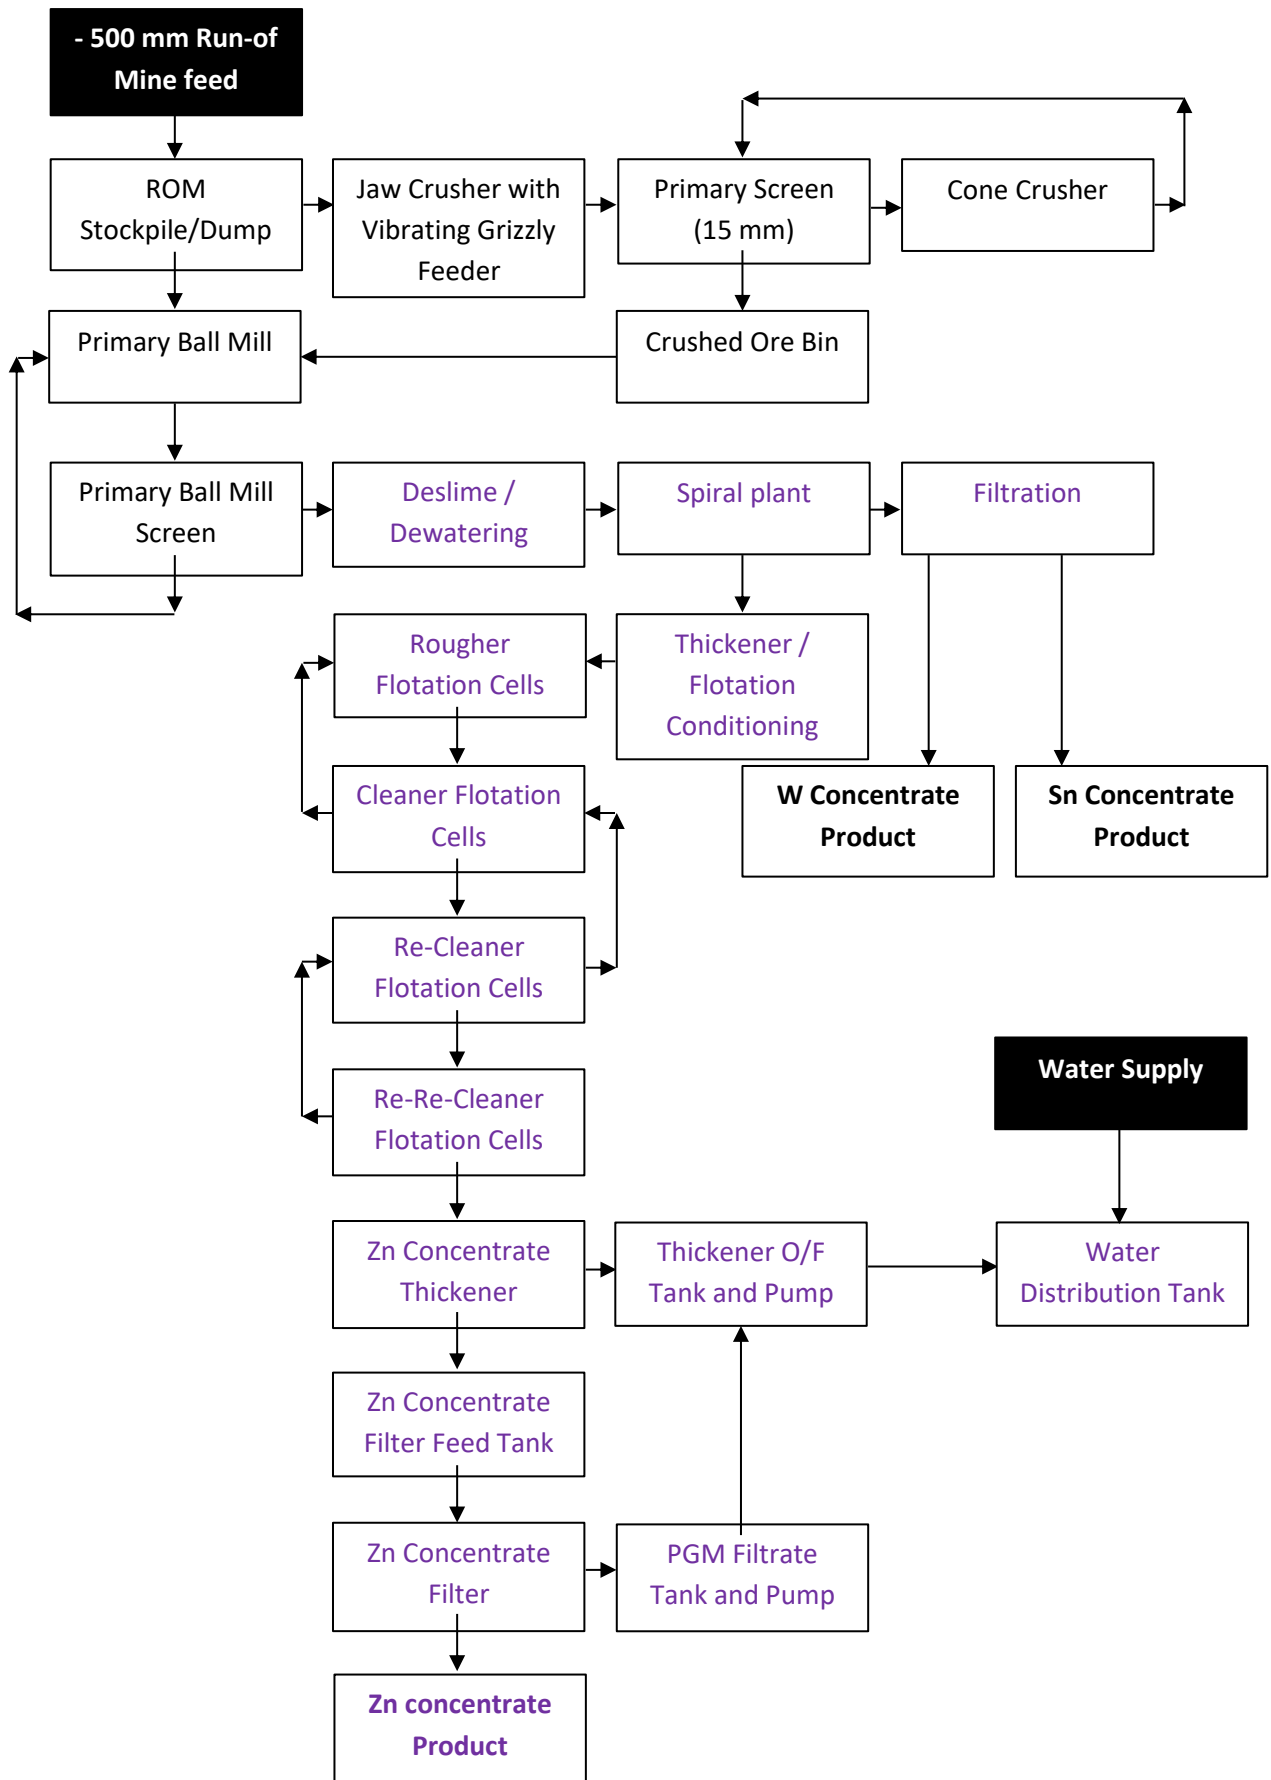 - 500 mm Run-of
Mine feed
ROM
Stockpile/Dump
Jaw Crusher with
Vibrating Grizzly
Feeder
Primary Screen
(15 mm)
Cone Crusher
Primary Ball Mill
Crushed Ore Bin
Primary Ball Mill
Screen
Deslime /
Dewatering
Spiral plant
Filtration
Rougher
Flotation Cells
Thickener /
Flotation
Conditioning
Cleaner Flotation
Cells
W Concentrate
Product
Sn Concentrate
Product
Re-Cleaner
Flotation Cells
Re-Re-Cleaner
Flotation Cells
Water Supply
Zn Concentrate
Thickener
Thickener O/F
Tank and Pump
Water
Distribution Tank
Zn Concentrate
Filter Feed Tank
Zn Concentrate
Filter
PGM Filtrate
Tank and Pump
Zn concentrate
Product